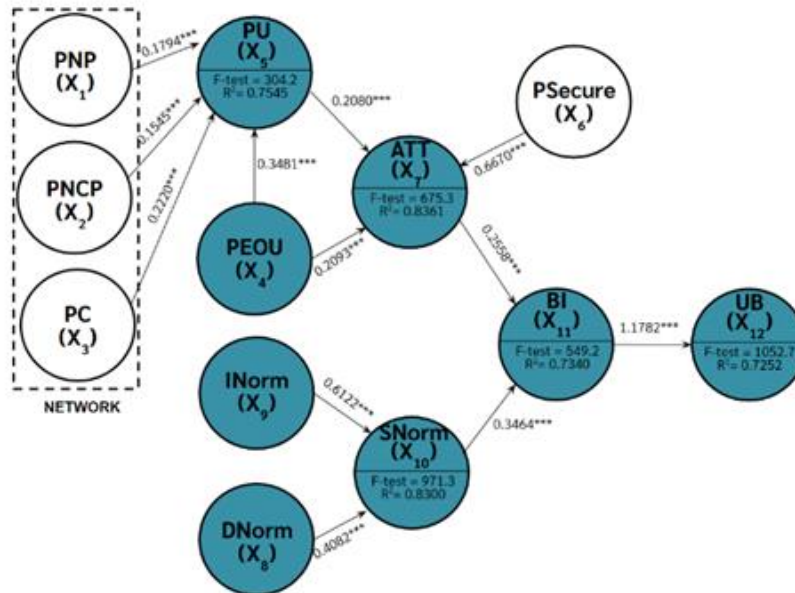 PNP
(X1)
0.1794***
PU
(X5)
F-test = 304.2
R²= 0.7545
PSecure
(X6)
0.2080***
0.1545***
PNCP
(X2)
0.2220***
0.3481***
ATT
(X7)
F-test = 675.3
R²= 0.8361
0.6670***
PEOU
(X4)
0.2093***
0.2558***
PC
(X3)
NETWORK
BI
(X11)
F-test = 549.2
R²= 0.7340
1.1782***
UB
(X12)
F-test = 1052.7
R²= 0.7252
INorm
(X9)
0.6122***
0.3464***
SNorm
(X10)
F-test = 971.3
R²= 0.8300
DNorm
(X8)
0.4082***